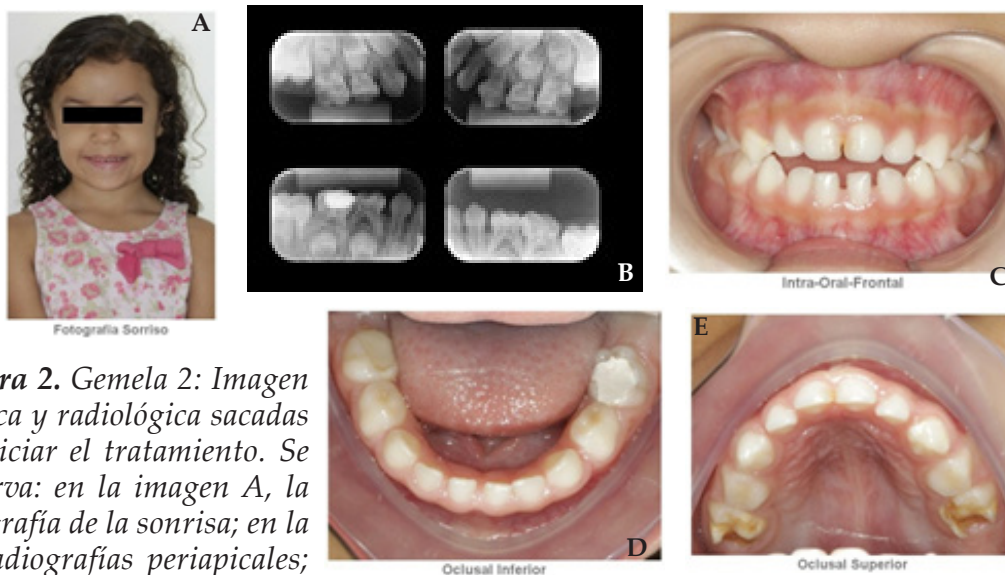 A
B
C
Intra-Oral-Frontal
Fotografia Sorriso
E
ra 2. Gemela 2: Imagen
ca y radiológica sacadas
iciar el tratamiento. Se
rva: en la imagen A, la
rafía de la sonrisa; en la
adiografías periapicales;
D
Oclusal Inferior
Oclusal Superior